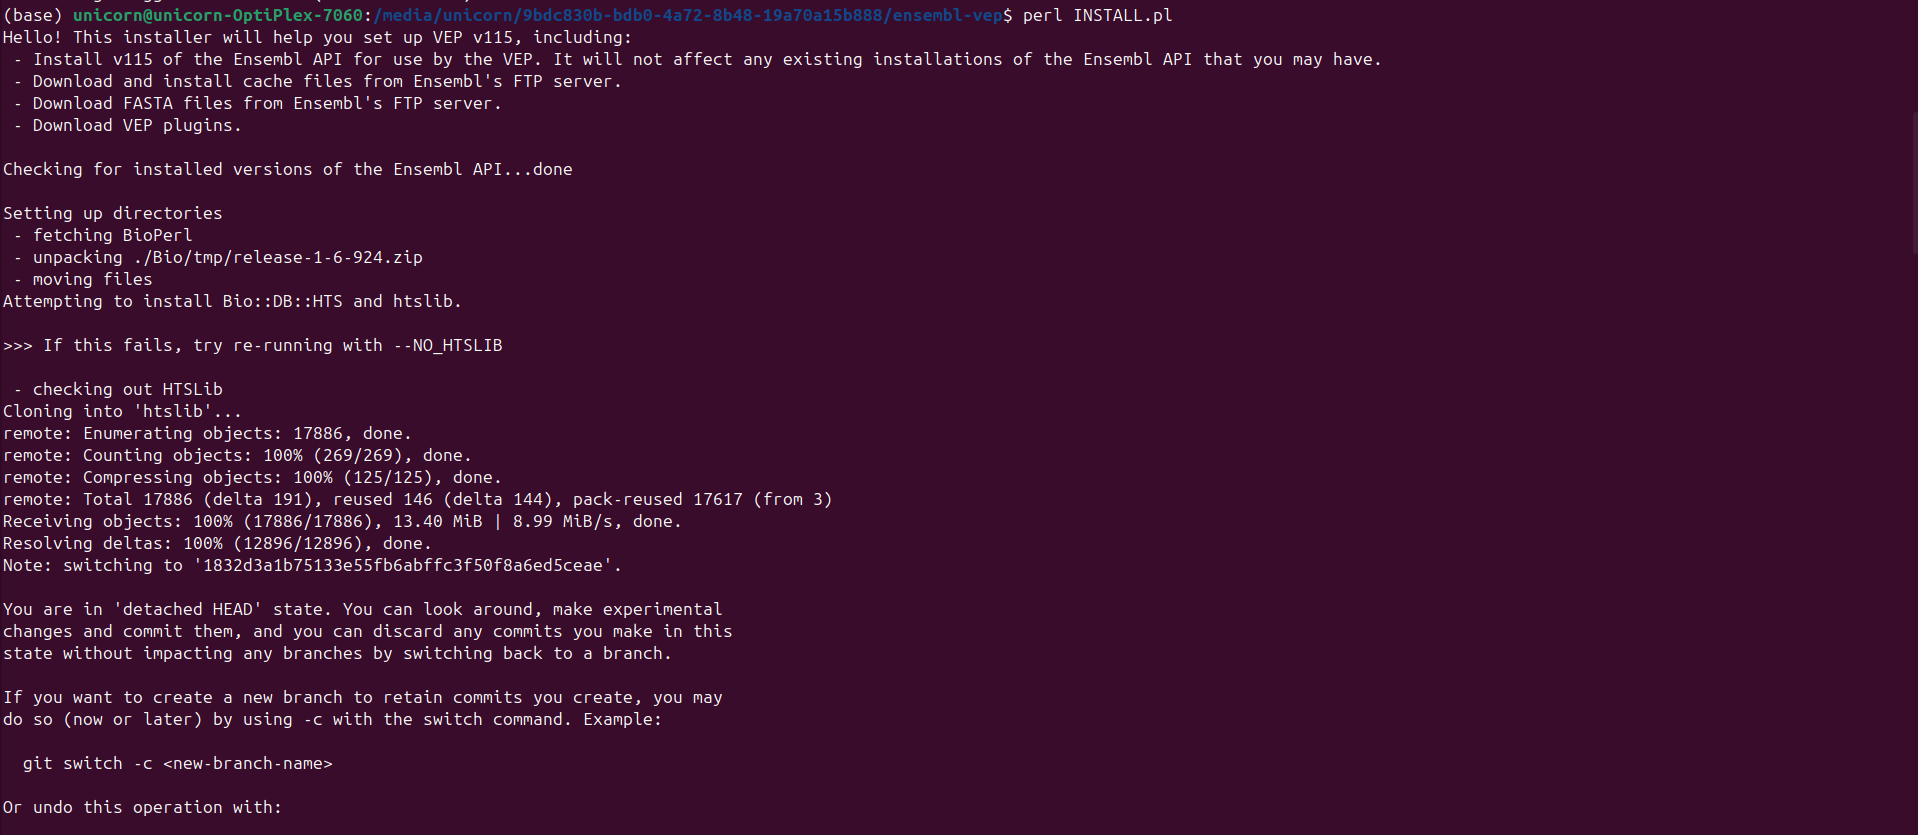 (base) unicorn@unicorn-OptiPlex-7060:/media/unicorn/9bdc830b-bdb0-4a72-8b48-19a70a15b888/ensembl-vep$ perl INSTALL.pl
Hello! This installer will help you set up VEP v115, including:
 - Install v115 of the Ensembl API for use by the VEP. It will not affect any existing installations of the Ensembl API that you may have.
 - Download and install cache files from Ensembl's FTP server.
 - Download FASTA files from Ensembl's FTP server.
 - Download VEP plugins.

Checking for installed versions of the Ensembl API...done

Setting up directories
 - fetching BioPerl
 - unpacking ./Bio/tmp/release-1-6-924.zip
 - moving files
Attempting to install Bio::DB::HTS and htslib.

>>> If this fails, try re-running with --NO_HTSLIB

 - checking out HTSLib
Cloning into 'htslib'...
remote: Enumerating objects: 17886, done.
remote: Counting objects: 100% (269/269), done.
remote: Compressing objects: 100% (125/125), done.
remote: Total 17886 (delta 191), reused 146 (delta 144), pack-reused 17617 (from 3)
Receiving objects: 100% (17886/17886), 13.40 MiB | 8.99 MiB/s, done.
Resolving deltas: 100% (12896/12896), done.
Note: switching to '1832d3a1b75133e55fb6abffc3f50f8a6ed5ceae'.

You are in 'detached HEAD' state. You can look around, make experimental
changes and commit them, and you can discard any commits you make in this
state without impacting any branches by switching back to a branch.

If you want to create a new branch to retain commits you create, you may
do so (now or later) by using -c with the switch command. Example:

  git switch -c <new-branch-name>

Or undo this operation with: